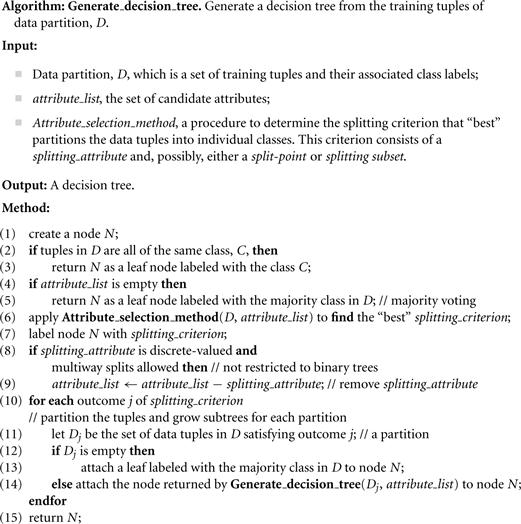 Algorithm: Generate_decision_tree. Generate a decision tree from the training tuples of
data partition, D.
Input:
■ Data partition, D, which is a set of training tuples and their associated class labels;
■ attribute_list, the set of candidate attributes;
■ Attribute_selection_method, a procedure to determine the splitting criterion that “best”
partitions the data tuples into individual classes. This criterion consists of a
splitting_attribute and, possibly, either a split-point or splitting subset.
Output: A decision tree.
Method:
(1) create a node N;
(2) if tuples in D are all of the same class, C, then
(3) return N as a leaf node labeled with the class C;
(4) if attribute_list is empty then
(5) return N as a leaf node labeled with the majority class in D; // majority voting
(6) apply Attribute_selection_method(D, attribute_list) to find the “best” splitting_criterion;
(7) label node N with splitting_criterion;
(8) if splitting_attribute is discrete-valued and
multiway splits allowed then // not restricted to binary trees
(9) attribute_list ← attribute_list − splitting_attribute; // remove splitting_attribute
(10) for each outcome j of splitting_criterion
// partition the tuples and grow subtrees for each partition
(11) let Dj be the set of data tuples in D satisfying outcome j; // a partition
(12) if Dj is empty then
(13) attach a leaf labeled with the majority class in D to node N;
(14) else attach the node returned by Generate_decision_tree(Dj, attribute_list) to node N;
endfor
(15) return N;